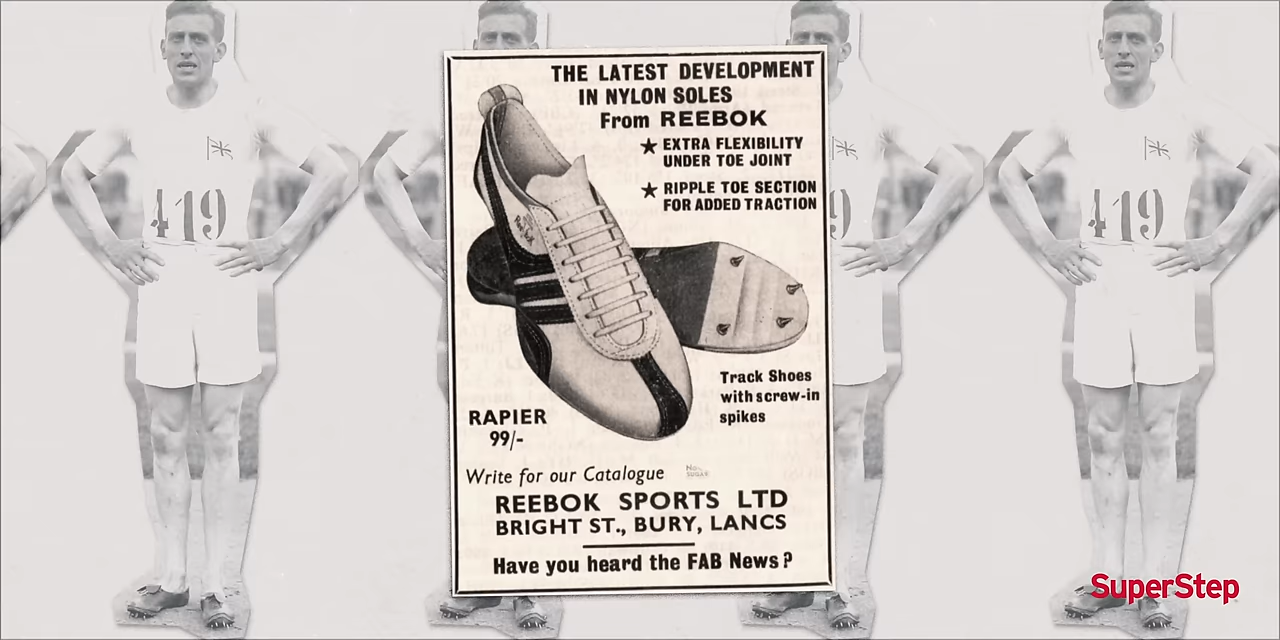 THE LATEST DEVELOPMENT
IN NYLON SOLES
From REEBOK
★ EXTRA FLEXIBILITY
UNDER TOE JOINT
★ RIPPLE TOE SECTION
FOR ADDED TRACTION
419
9
419
Track Shoes
with screw-in
spikes
RAPIER
99/-
Write for our Catalogue
REEBOK SPORTS LTD
BRIGHT ST., BURY, LANCS
Have you heard the FAB News?
SuperStep